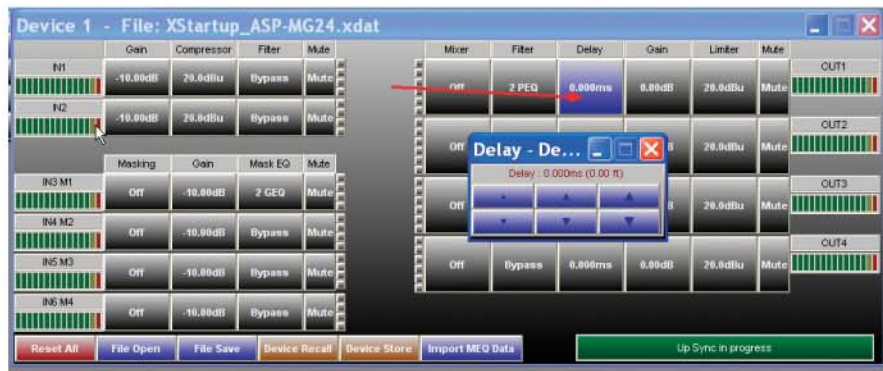 Device 1 - File: XStartup_ASP-MG24.xdat
Gain Compressor Filter Mute Mixer Filter Delay Gain Limiter Mute
IN1 -10.00dB 20.0dBu Bypass Mute Off 2 PEQ 0.000ms 0.00dB 20.0dBu Mute OUT1
IN2 -10.00dB 20.0dBu Bypass Mute Off 20.0dBu Mute OUT2
Delay - De...
Delay : 0.000ms (0.00 ft)
Masking Gain Mask EQ Mute
IN3 M1 Off -10.00dB 2 GEQ Mute Off 20.0dBu Mute OUT3
IN4 M2 Off -10.00dB Bypass Mute
IN5 M3 Off -10.00dB Bypass Mute Off Bypass 0.000ms 0.00dB 20.0dBu Mute OUT4
IN6 M4 Off -10.00dB Bypass Mute
Reset All File Open File Save Device Recall Device Store Import MEQ Data Up Sync in progress